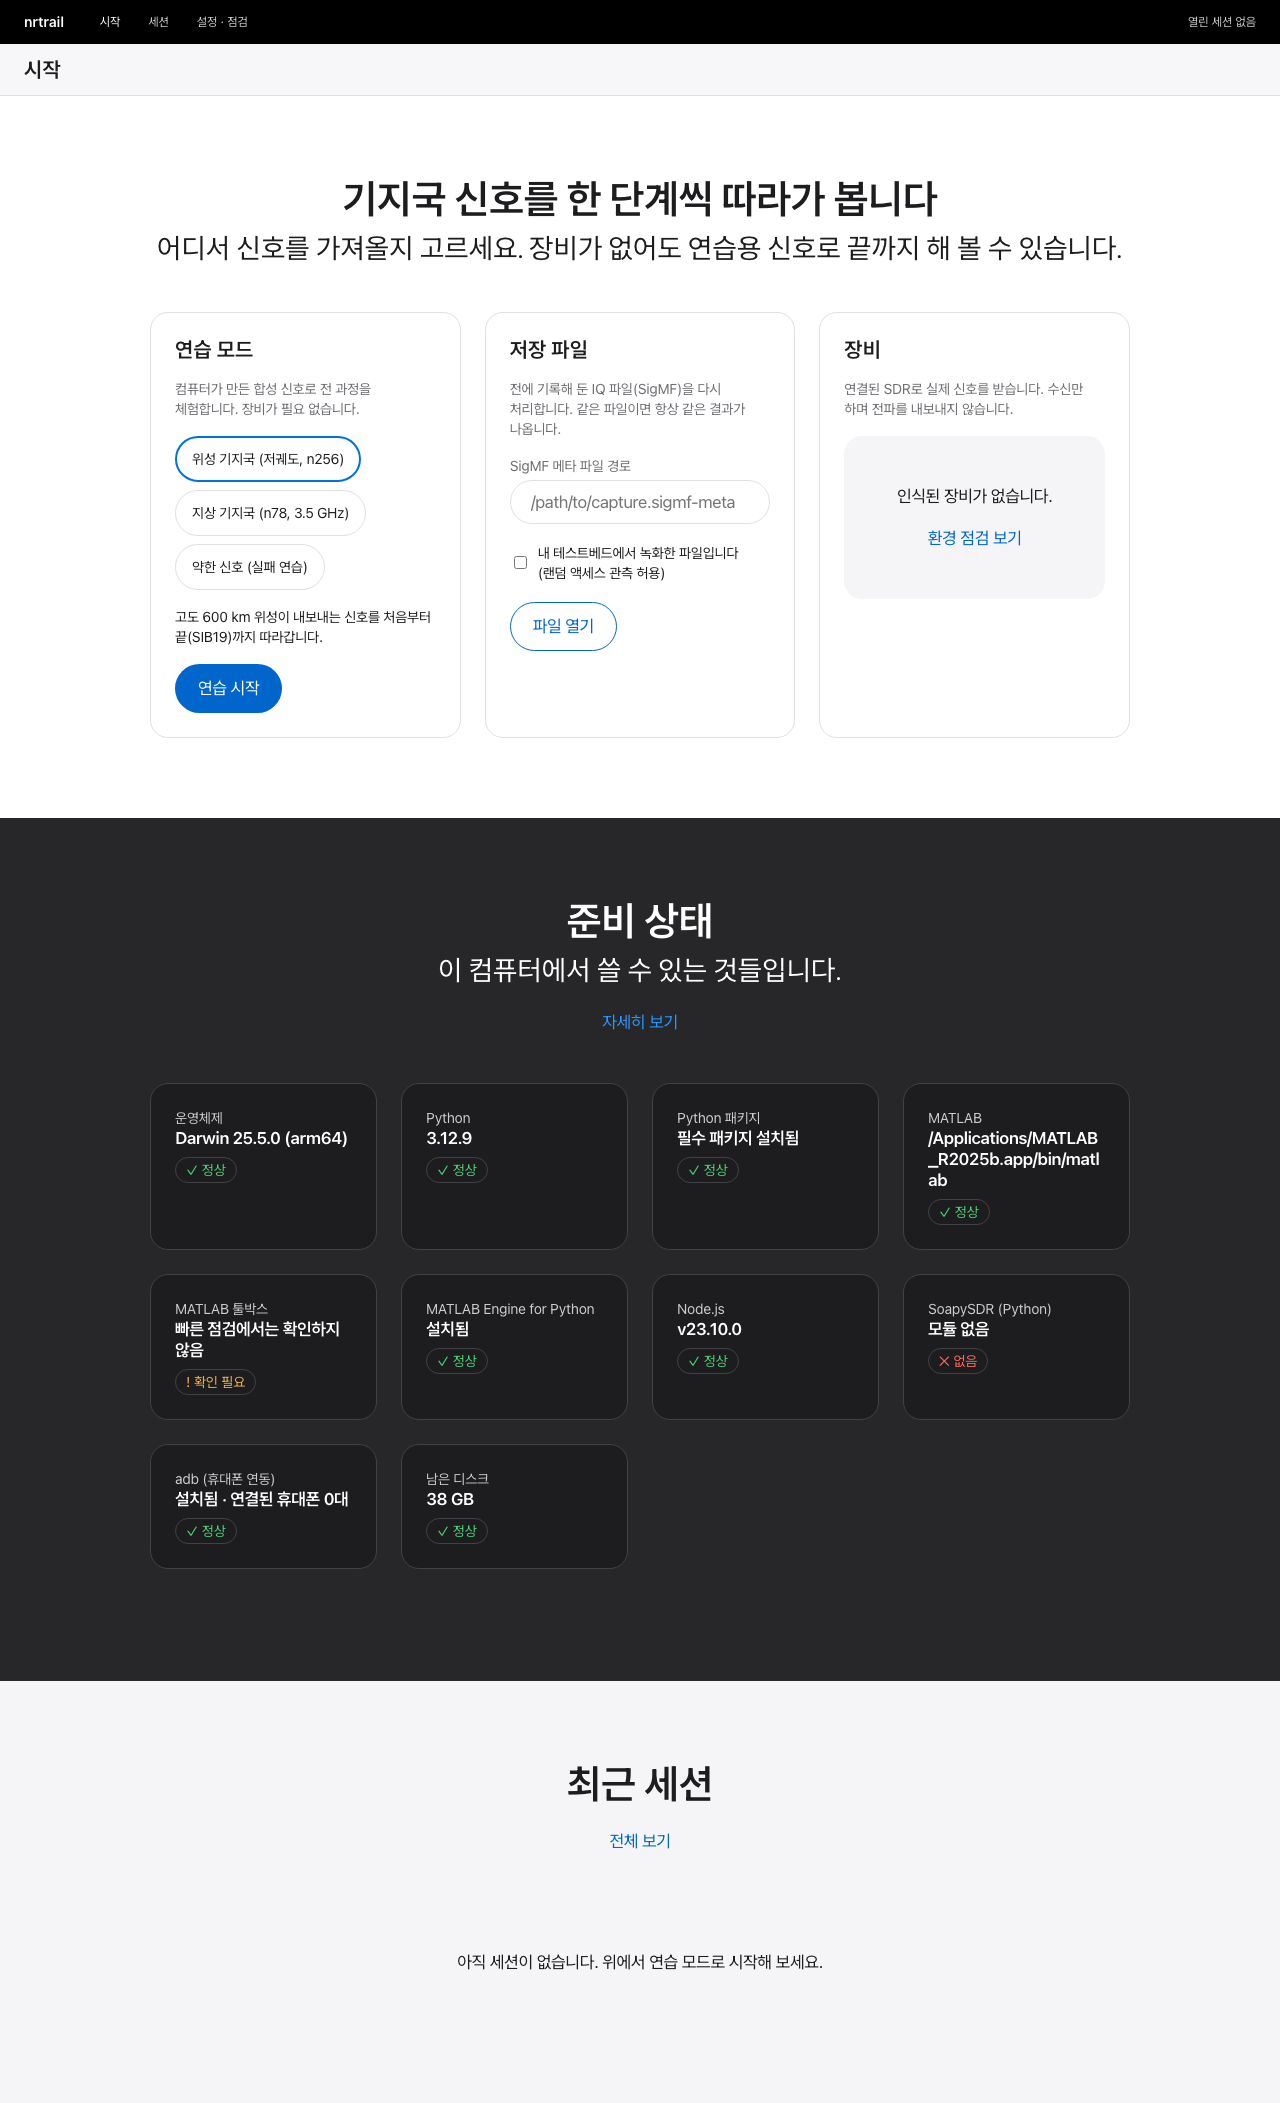 nrtrail
시작
세션
설정 · 점검
열린 세션 없음
시작
기지국 신호를 한 단계씩 따라가 봅니다
어디서 신호를 가져올지 고르세요. 장비가 없어도 연습용 신호로 끝까지 해 볼 수 있습니다.
연습 모드
컴퓨터가 만든 합성 신호로 전 과정을
체험합니다. 장비가 필요 없습니다.
위성 기지국 (저궤도, n256)
지상 기지국 (n78, 3.5 GHz)
약한 신호 (실패 연습)
고도 600 km 위성이 내보내는 신호를 처음부터
끝(SIB19)까지 따라갑니다.
연습 시작
저장 파일
전에 기록해 둔 IQ 파일(SigMF)을 다시
처리합니다. 같은 파일이면 항상 같은 결과가
나옵니다.
SigMF 메타 파일 경로
/path/to/capture.sigmf-meta
내 테스트베드에서 녹화한 파일입니다
(랜덤 액세스 관측 허용)
파일 열기
장비
연결된 SDR로 실제 신호를 받습니다. 수신만
하며 전파를 내보내지 않습니다.
인식된 장비가 없습니다.
환경 점검 보기
준비 상태
이 컴퓨터에서 쓸 수 있는 것들입니다.
자세히 보기
운영체제
Darwin 25.5.0 (arm64)
✓ 정상
Python
3.12.9
✓ 정상
Python 패키지
필수 패키지 설치됨
✓ 정상
MATLAB
/Applications/MATLAB
_R2025b.app/bin/matl
ab
✓ 정상
MATLAB 툴박스
빠른 점검에서는 확인하지
않음
! 확인 필요
MATLAB Engine for Python
설치됨
✓ 정상
Node.js
v23.10.0
✓ 정상
SoapySDR (Python)
모듈 없음
✕ 없음
adb (휴대폰 연동)
설치됨 · 연결된 휴대폰 0대
✓ 정상
남은 디스크
38 GB
✓ 정상
최근 세션
전체 보기
아직 세션이 없습니다. 위에서 연습 모드로 시작해 보세요.